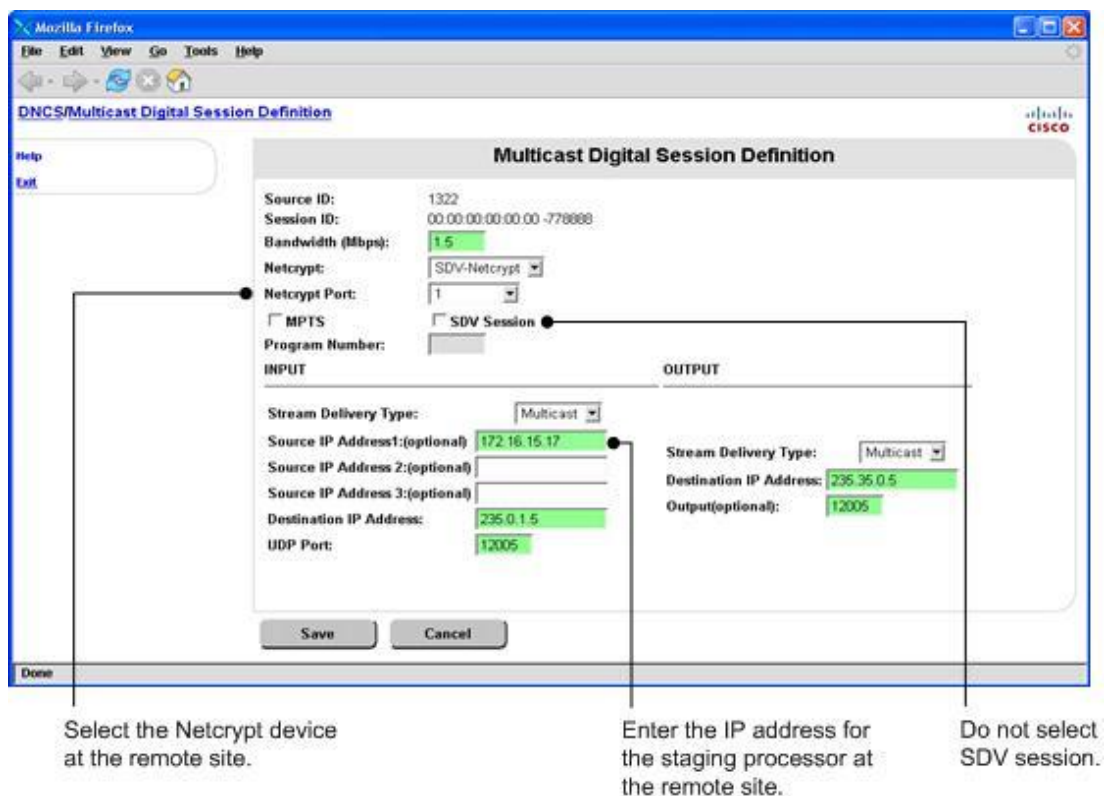 Mozilla Firefox
File Edit View Go Tools Help
DNCS/Multicast Digital Session Definition
CISCO
Help
Exit
Multicast Digital Session Definition
Source ID: 1322
Session ID: 00:00:00:00:00:00 -778888
Bandwidth (Mbps): 1.5
Netcrypt: SDV-Netcrypt
Netcrypt Port: 1
MPTS SDV Session
Program Number:
INPUT OUTPUT
Stream Delivery Type: Multicast
Source IP Address1:(optional) 172.16.15.17
Source IP Address 2:(optional)
Source IP Address 3:(optional)
Destination IP Address: 235.0.1.5
UDP Port: 12005
Stream Delivery Type: Multicast
Destination IP Address: 235.35.0.5
Output(optional): 12005
Save Cancel
Done
Select the Netcrypt device
at the remote site.
Enter the IP address for
the staging processor at
the remote site.
Do not select
SDV session.